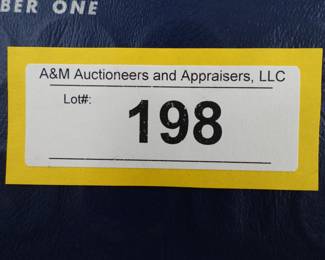 BER ONE
A&M Auctioneers and Appraisers, LLC
Lot#:
198